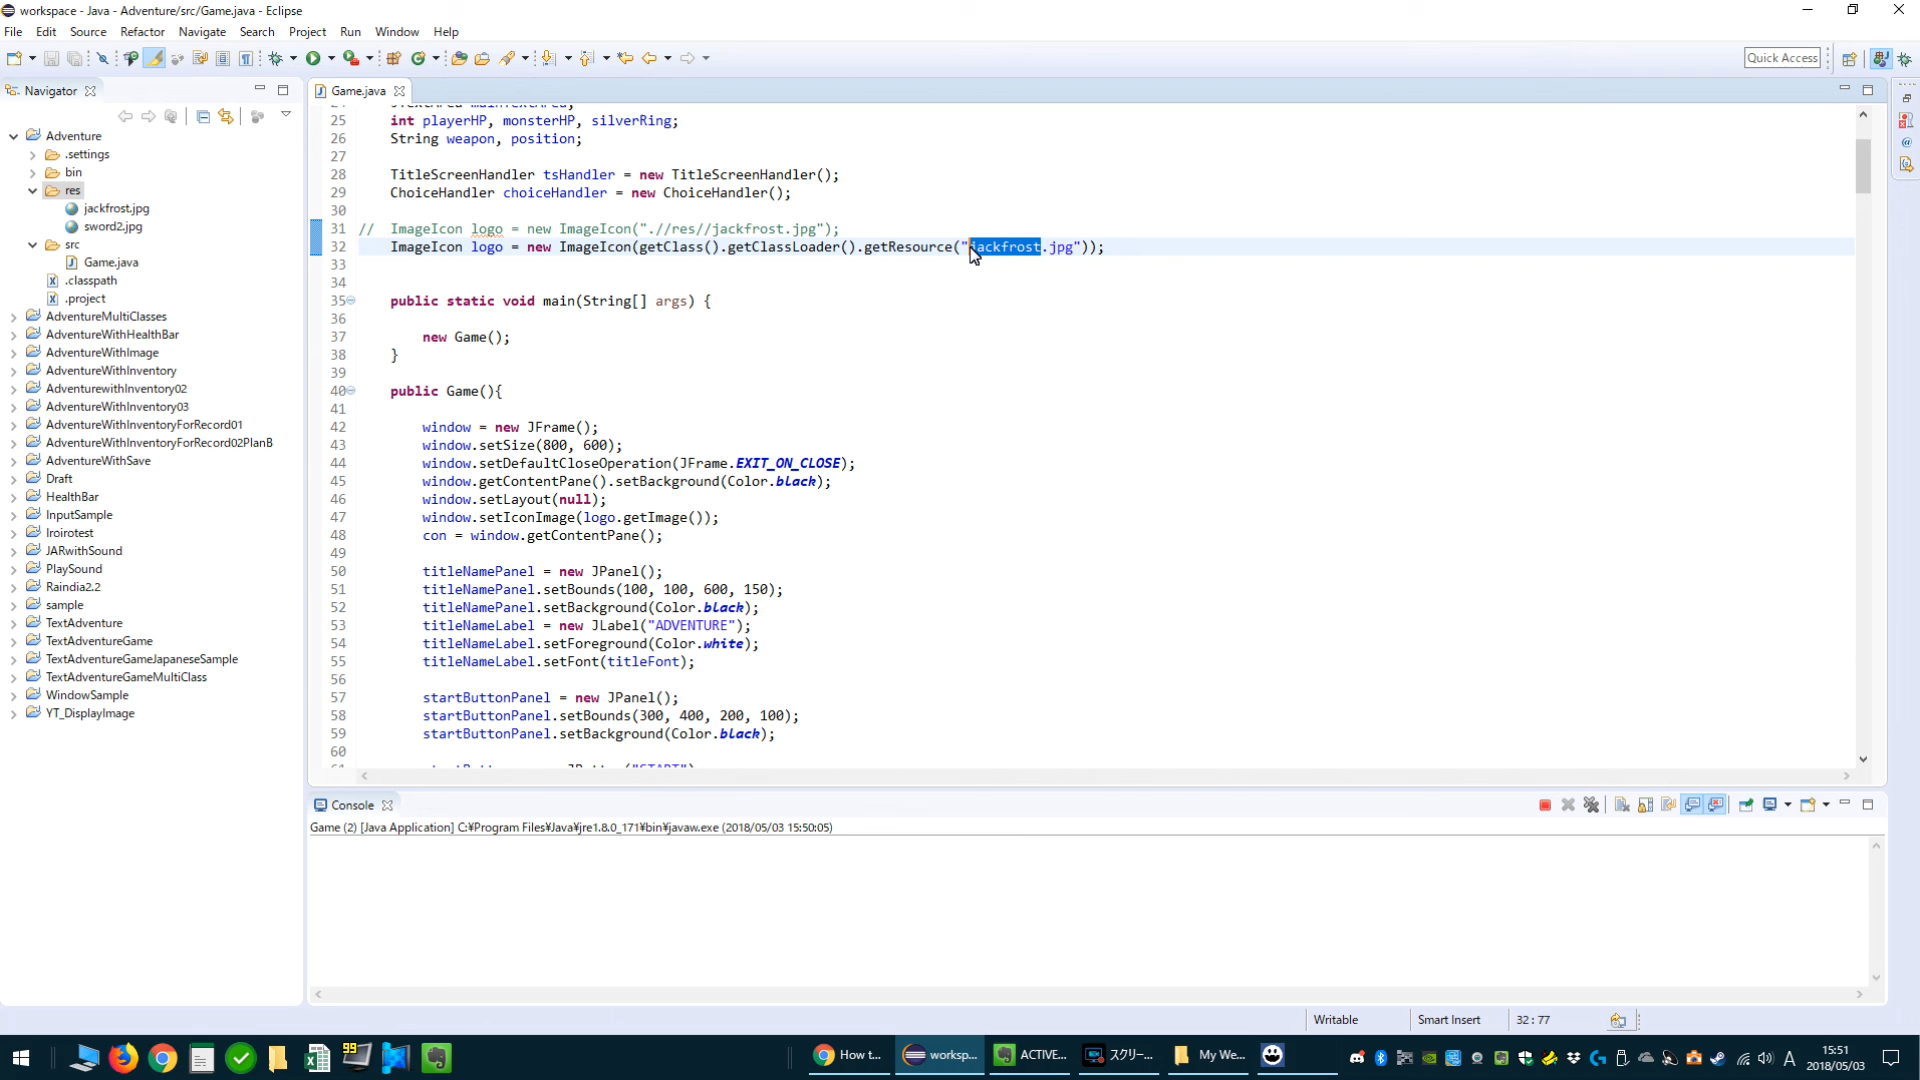 workspace - Java - Adventure/src/Game.java - Eclipse
File Edit Source Refactor Navigate Search Project Run Window Help
Quick Access
Navigator
Adventure
.settings
bin
res
jackfrost.jpg
sword2.jpg
src
Game.java
.classpath
.project
AdventureMultiClasses
AdventureWithHealthBar
AdventureWithImage
AdventureWithInventory
AdventurewithInventory02
AdventureWithInventory03
AdventureWithInventoryForRecord01
AdventureWithInventoryForRecord02PlanB
AdventureWithSave
Draft
HealthBar
InputSample
Iroirotest
JARwithSound
PlaySound
Raindia2.2
sample
TextAdventure
TextAdventureGame
TextAdventureGameJapaneseSample
TextAdventureGameMultiClass
WindowSample
YT_DisplayImage
Game.java
24 JTextArea mainTextArea;
25 int playerHP, monsterHP, silverRing;
26 String weapon, position;
27
28 TitleScreenHandler tsHandler = new TitleScreenHandler();
29 ChoiceHandler choiceHandler = new ChoiceHandler();
30
31 // ImageIcon logo = new ImageIcon(".//res//jackfrost.jpg");
32 ImageIcon logo = new ImageIcon(getClass().getClassLoader().getResource("jackfrost.jpg"));
33
34
35 public static void main(String[] args) {
36
37 new Game();
38 }
39
40 public Game(){
41
42 window = new JFrame();
43 window.setSize(800, 600);
44 window.setDefaultCloseOperation(JFrame.EXIT_ON_CLOSE);
45 window.getContentPane().setBackground(Color.black);
46 window.setLayout(null);
47 window.setIconImage(logo.getImage());
48 con = window.getContentPane();
49
50 titleNamePanel = new JPanel();
51 titleNamePanel.setBounds(100, 100, 600, 150);
52 titleNamePanel.setBackground(Color.black);
53 titleNameLabel = new JLabel("ADVENTURE");
54 titleNameLabel.setForeground(Color.white);
55 titleNameLabel.setFont(titleFont);
56
57 startButtonPanel = new JPanel();
58 startButtonPanel.setBounds(300, 400, 200, 100);
59 startButtonPanel.setBackground(Color.black);
60
Console
Game (2) [Java Application] C:¥Program Files¥Java¥jre1.8.0_171¥bin¥javaw.exe (2018/05/03 15:50:05)
Writable Smart Insert 32 : 77
99
How t... worksp... ACTIVE... スクリー... My We...
A
15:51
2018/05/03